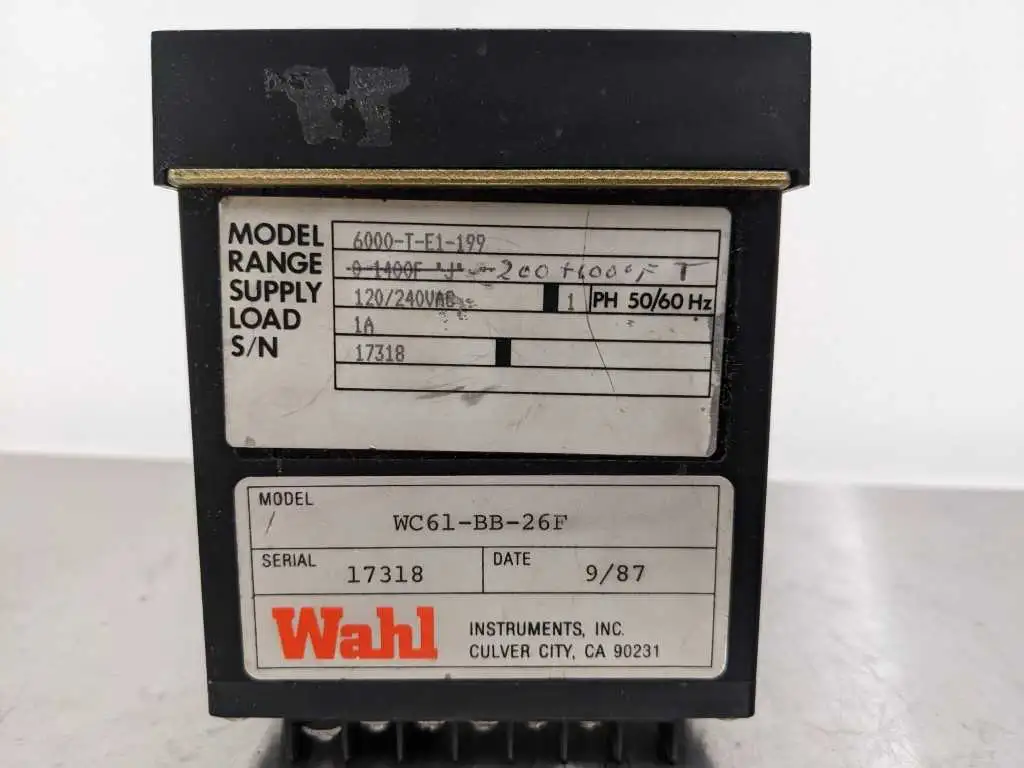 MODEL 6000-T-E1-199
RANGE 0-1400F "J" -200 +600°F T
SUPPLY 120/240VAC 1 PH 50/60 Hz
LOAD 1A
S/N 17318
MODEL
WC61-BB-26F
SERIAL 17318 DATE 9/87
Wahl INSTRUMENTS, INC.
CULVER CITY, CA 90231